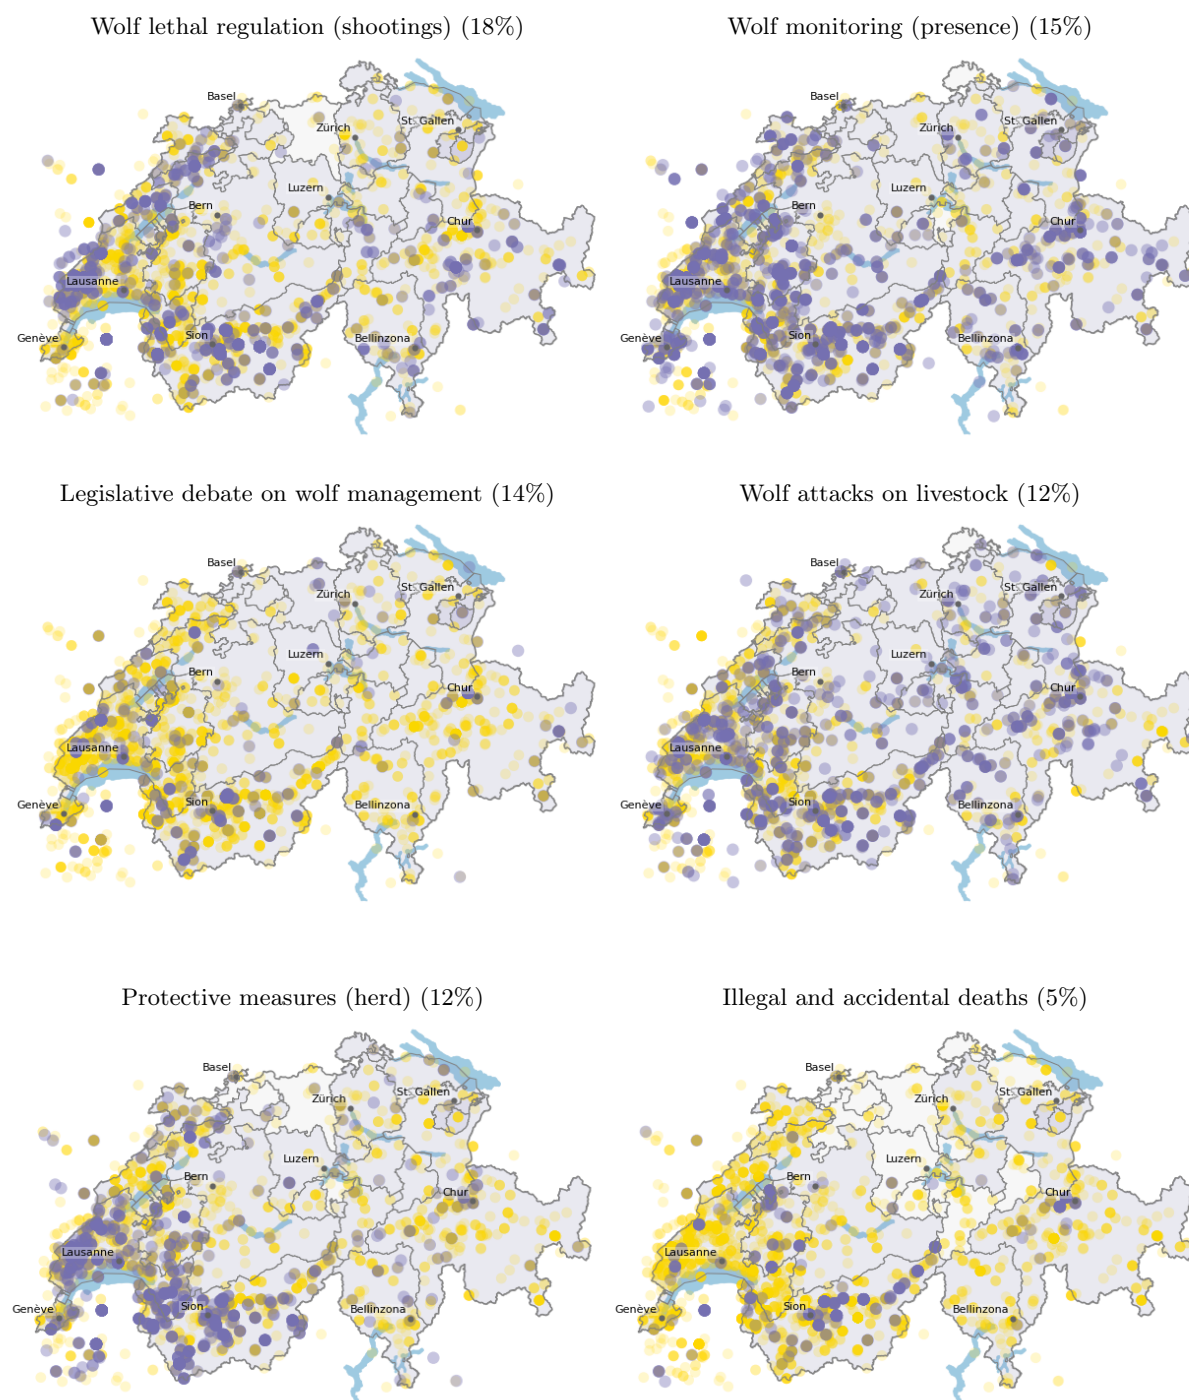 Wolf lethal regulation (shootings) (18%)
Wolf monitoring (presence) (15%)
Basel
Zürich
St. Gallen
Luzern
Bern
Chur
Lausanne
Sion
Genève
Bellinzona
Basel
Zürich
St. Gallen
Luzern
Bern
Chur
Lausanne
Sion
Genève
Bellinzona
Legislative debate on wolf management (14%)
Wolf attacks on livestock (12%)
Basel
Zürich
St. Gallen
Luzern
Bern
Chur
Lausanne
Sion
Genève
Bellinzona
Basel
Zürich
St. Gallen
Luzern
Bern
Chur
Lausanne
Sion
Genève
Bellinzona
Protective measures (herd) (12%)
Illegal and accidental deaths (5%)
Basel
Zürich
St. Gallen
Luzern
Bern
Chur
Lausanne
Sion
Genève
Bellinzona
Basel
Zürich
St. Gallen
Luzern
Bern
Chur
Lausanne
Sion
Genève
Bellinzona